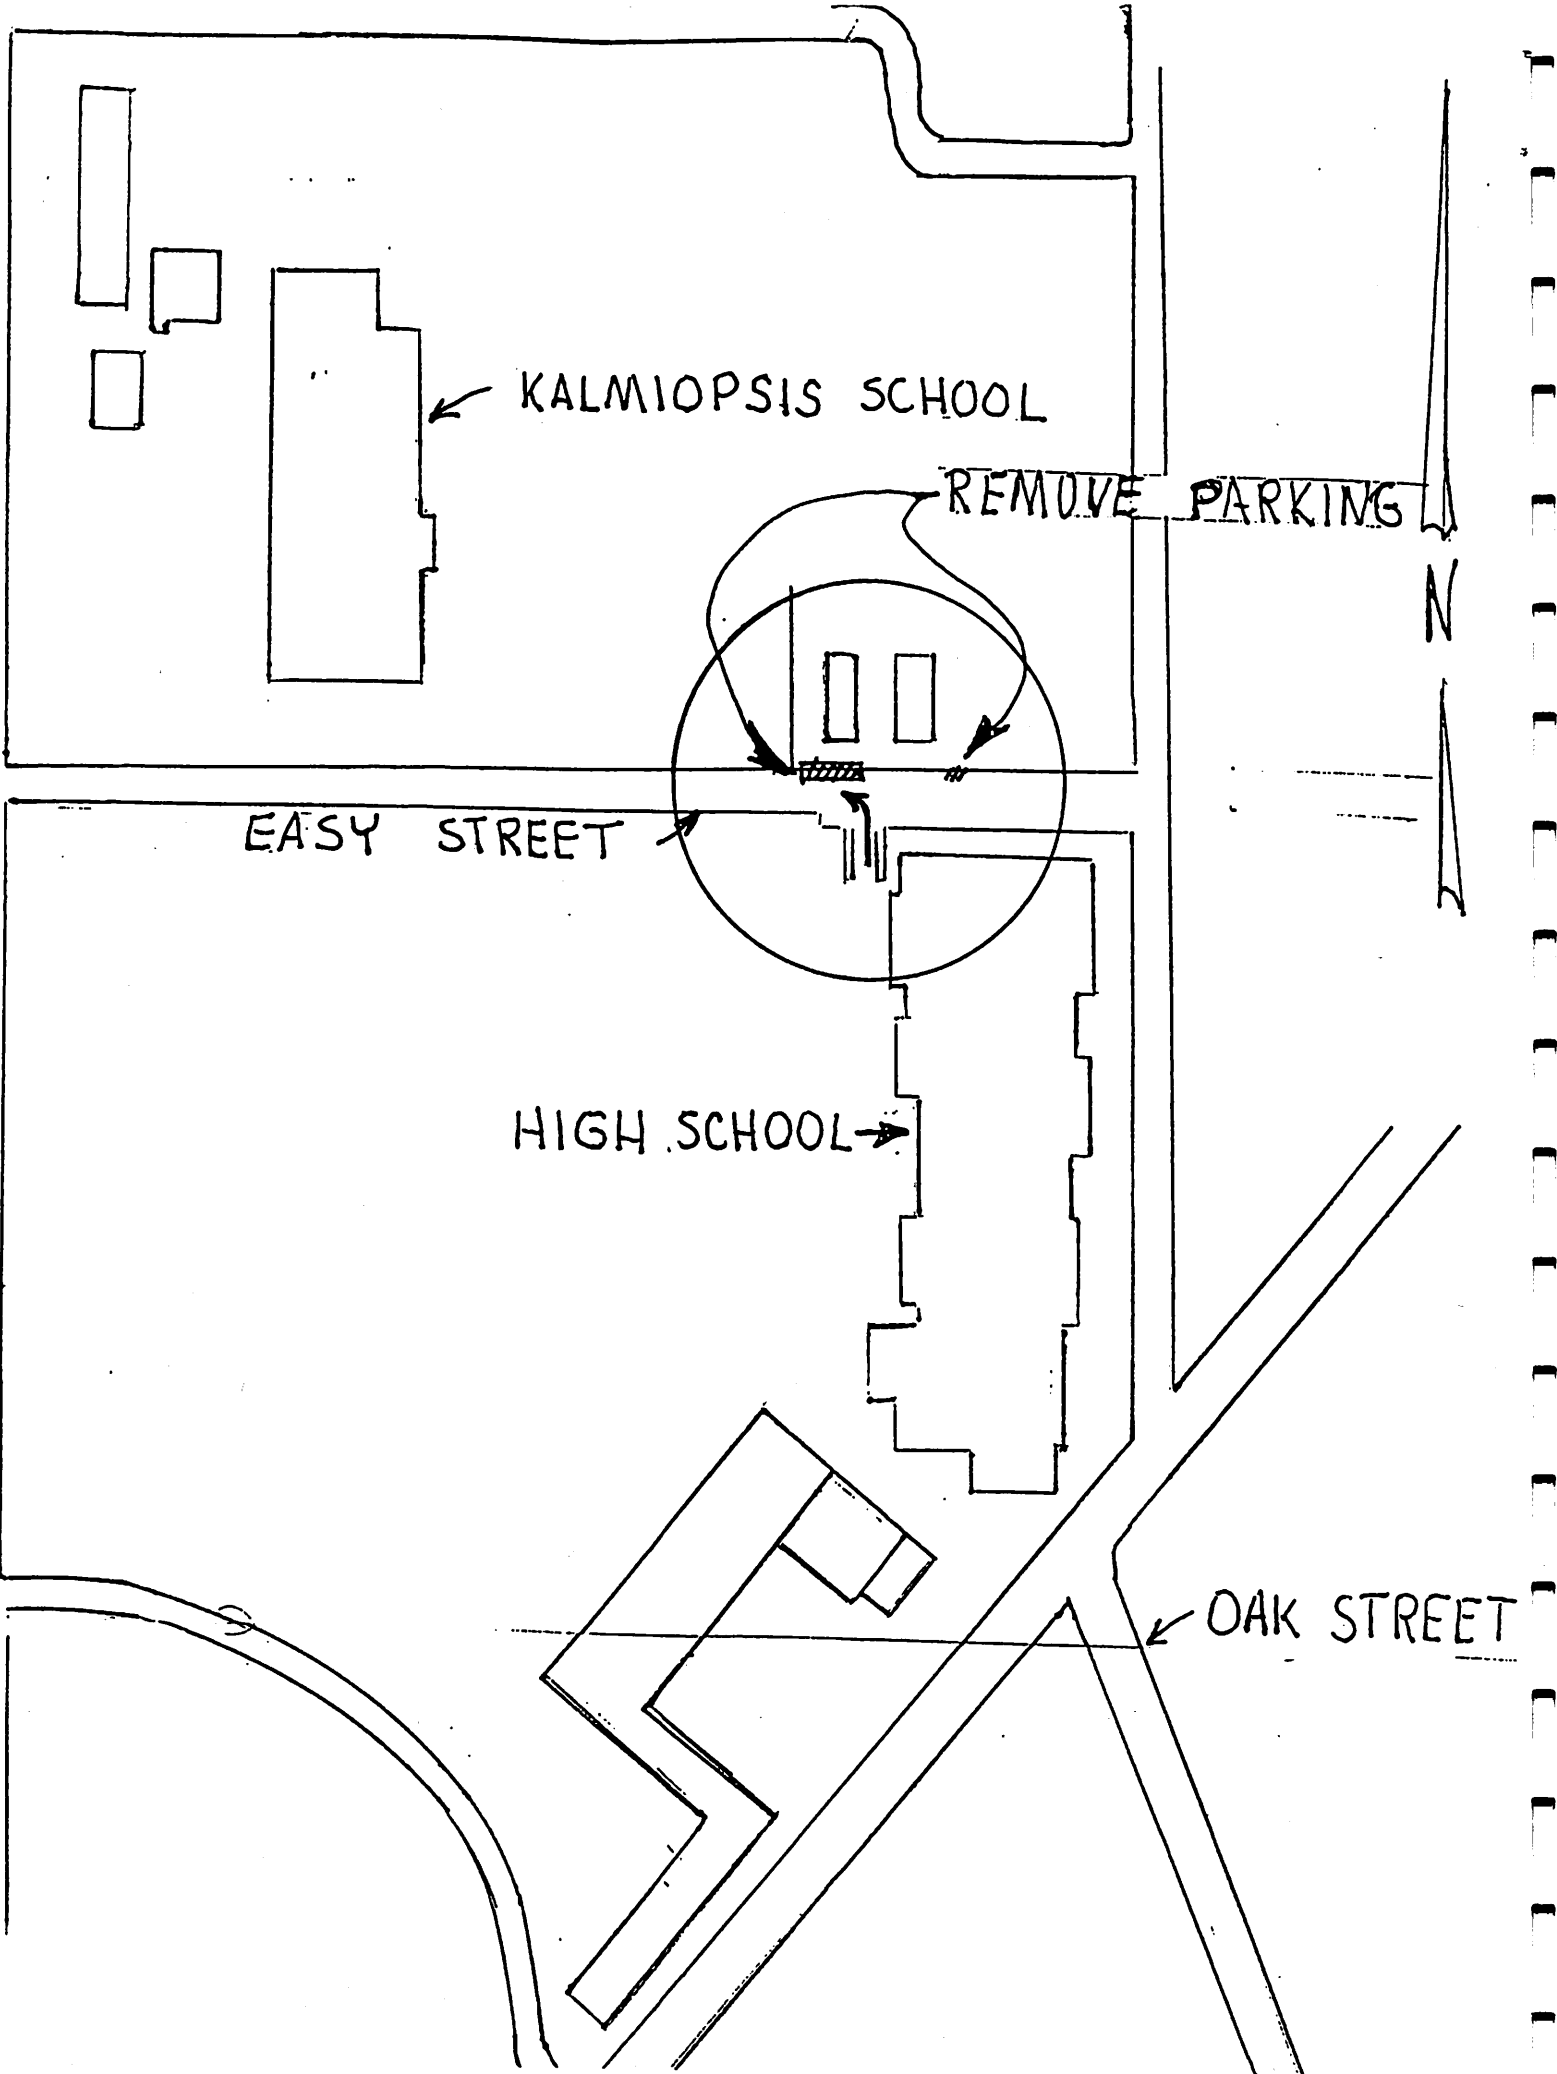 KALMIOPSIS SCHOOL
REMOVE PARKING
N
EASY STREET
HIGH SCHOOL
OAK STREET